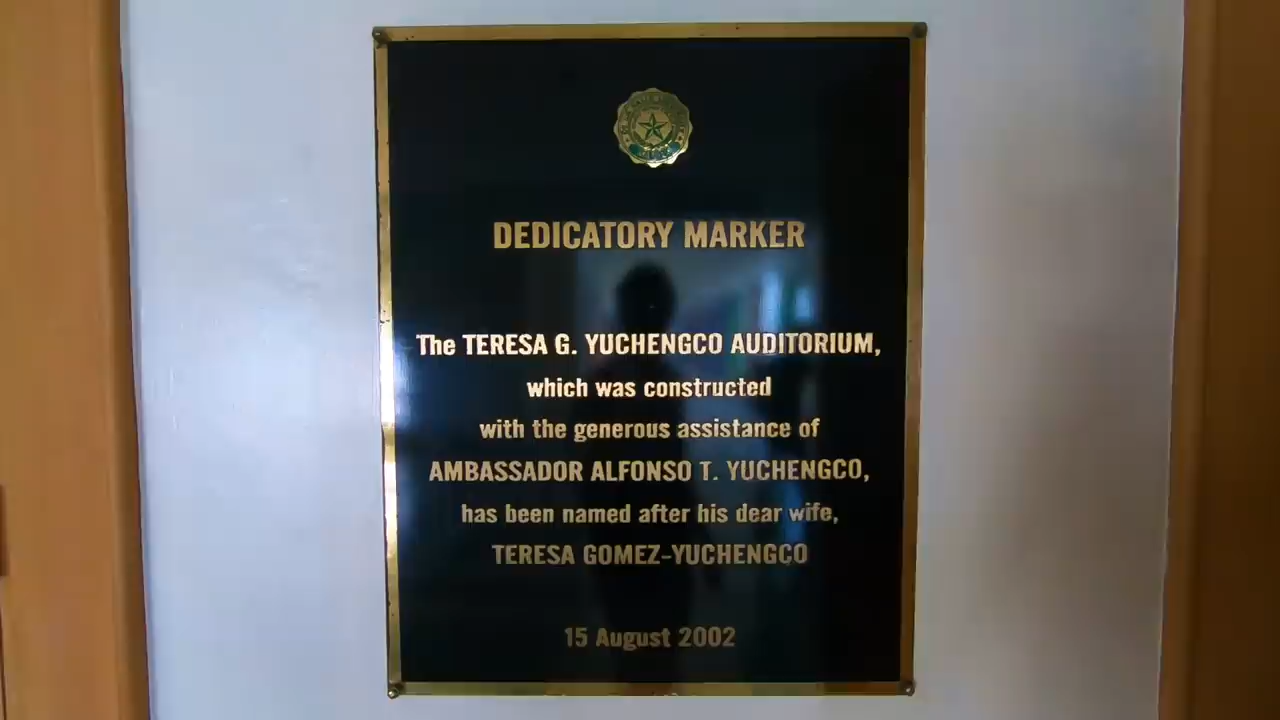 DEDICATORY MARKER
The TERESA G. YUCHENGCO AUDITORIUM,
which was constructed
with the generous assistance of
AMBASSADOR ALFONSO T. YUCHENGCO,
has been named after his dear wife,
TERESA GOMEZ-YUCHENGCO
15 August 2002